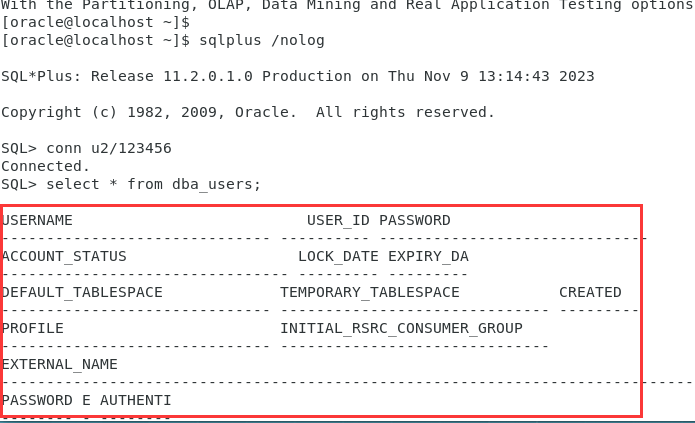 With the Partitioning, OLAP, Data Mining and Real Application Testing options
[oracle@localhost ~]$
[oracle@localhost ~]$ sqlplus /nolog
SQL*Plus: Release 11.2.0.1.0 Production on Thu Nov 9 13:14:43 2023
Copyright (c) 1982, 2009, Oracle.  All rights reserved.
SQL> conn u2/123456
Connected.
SQL> select * from dba_users;
USERNAME                          USER_ID PASSWORD
------------------------------ ---------- ------------------------------
ACCOUNT_STATUS                   LOCK_DATE EXPIRY_DA
-------------------------------- --------- ---------
DEFAULT_TABLESPACE             TEMPORARY_TABLESPACE           CREATED
------------------------------ ------------------------------ ---------
PROFILE                        INITIAL_RSRC_CONSUMER_GROUP
------------------------------ ------------------------------
EXTERNAL_NAME
--------------------------------------------------------------------------------
PASSWORD E AUTHENTI
-------- - --------